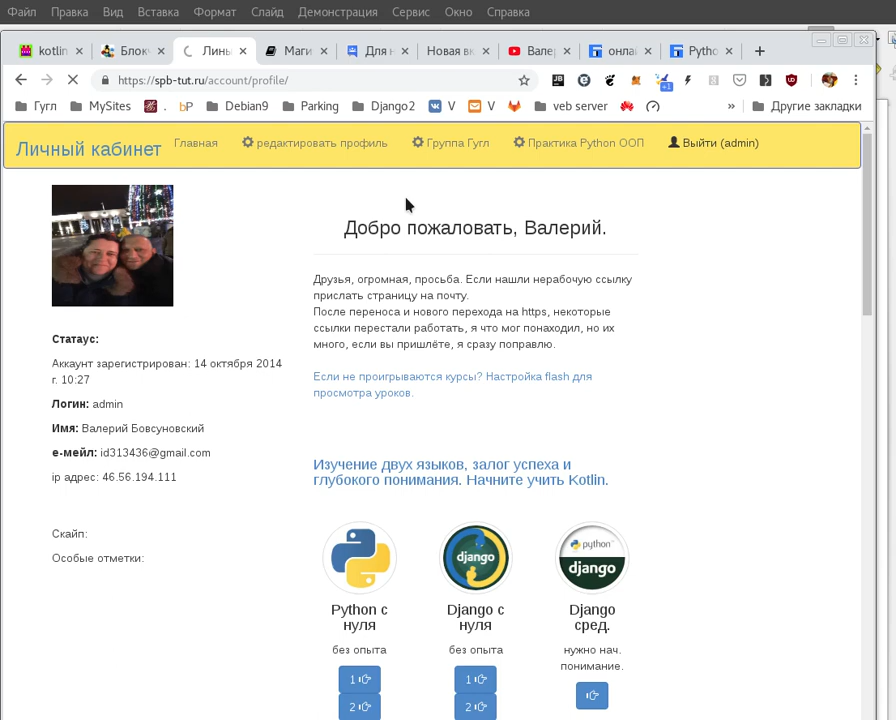 Файл Правка Вид Вставка Формат Слайд Демонстрация Сервис Окно Справка
kotlin Блокч Линь Маги Для н Новая вк Вале онлай Pytho
https://spb-tut.ru/account/profile/
Гугл MySites . bP Debian9 Parking Django2 V V veb server » Другие закладки
Личный кабинет Главная редактировать профиль Группа Гугл Практика Python ООП Выйти (admin)
Добро пожаловать, Валерий.
Друзья, огромная, просьба. Если нашли нерабочую ссылку
прислать страницу на почту.
После переноса и нового перехода на https, некоторые
ссылки перестали работать, я что мог понаходил, но их
много, если вы пришлёте, я сразу поправлю.
Если не проигрываются курсы? Настройка flash для
просмотра уроков.
Статаус:
Аккаунт зарегистрирован: 14 октября 2014
г. 10:27
Логин: admin
Имя: Валерий Бовсуновский
е-мейл: id313436@gmail.com
ip адрес: 46.56.194.111
Скайп:
Особые отметки:
Изучение двух языков, залог успеха и
глубокого понимания. Начните учить Kotlin.
django
python
django
Python с
нуля
без опыта
1
2
Django с
нуля
без опыта
1
2
Django
сред.
нужно нач.
понимание.